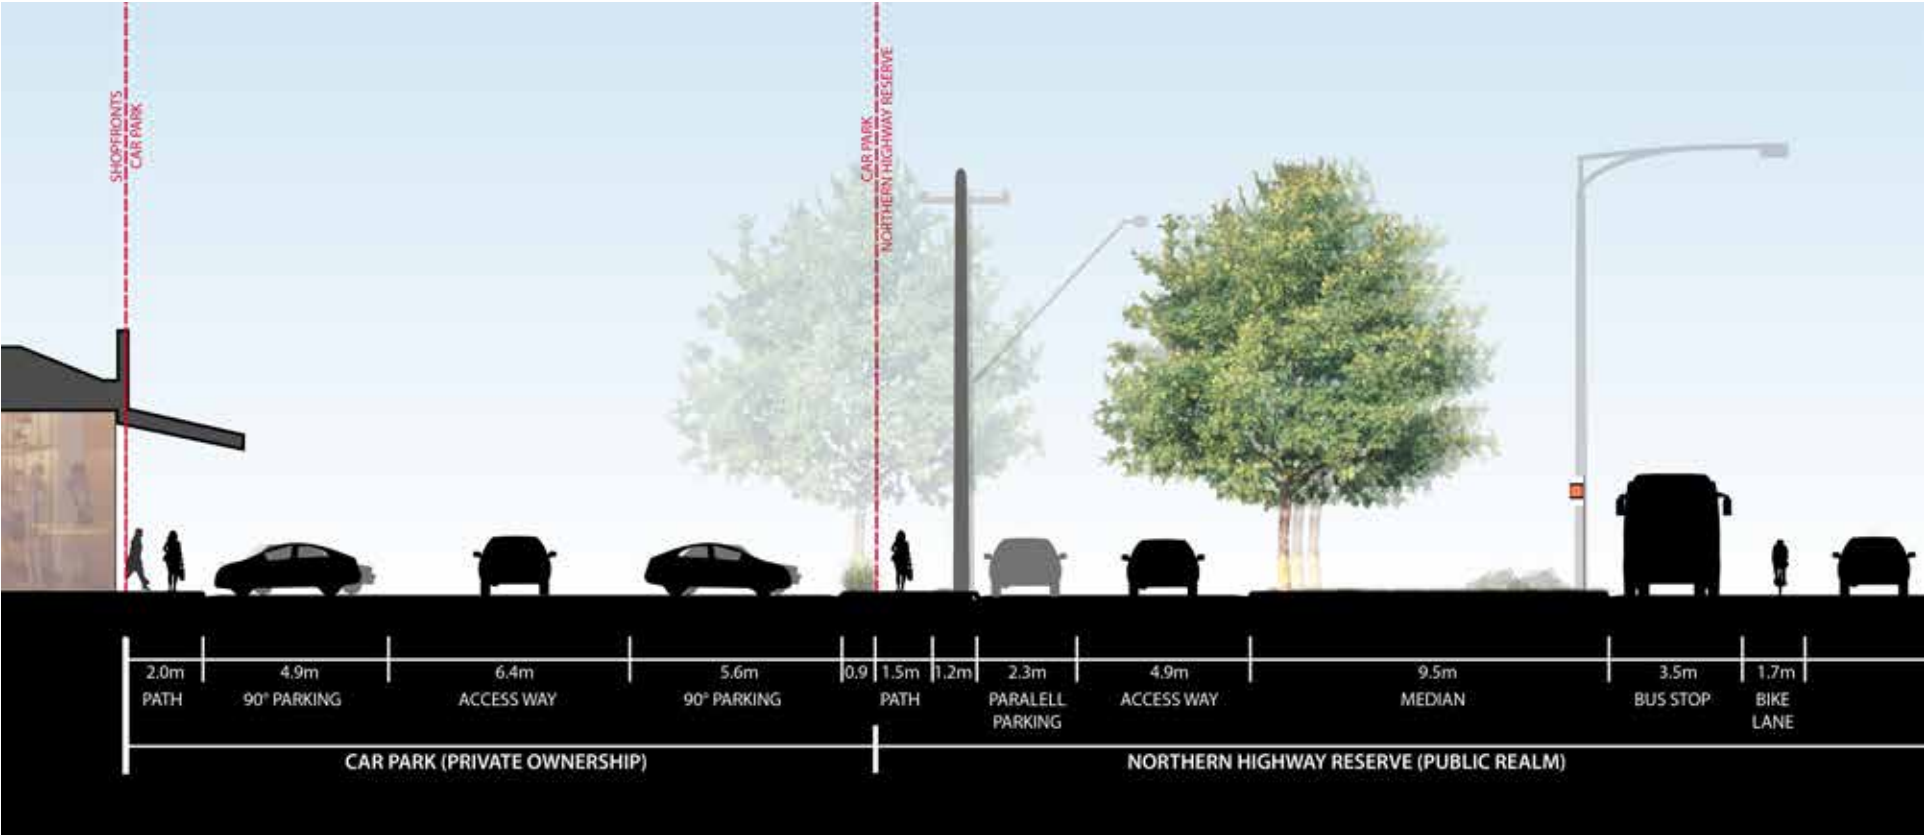 SHOPFRONTS
CAR PARK
CAR PARK
NORTHERN HIGHWAY RESERVE
2.0m
PATH
4.9m
90° PARKING
6.4m
ACCESS WAY
5.6m
90° PARKING
0.9
1.5m
PATH
1.2m
2.3m
PARALELL
PARKING
4.9m
ACCESS WAY
9.5m
MEDIAN
3.5m
BUS STOP
1.7m
BIKE
LANE
CAR PARK (PRIVATE OWNERSHIP)
NORTHERN HIGHWAY RESERVE (PUBLIC REALM)